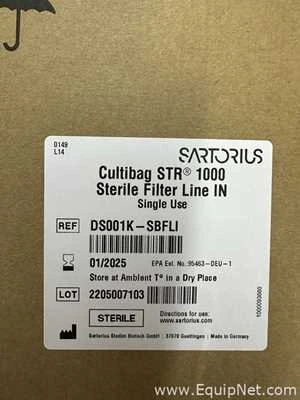 0149
L14
SARTORIUS
Cultibag STR® 1000
Sterile Filter Line IN
Single Use
REF DS001K-SBFLI
01/2025 EPA Est. No.:95463-DEU-1
Store at Ambient T° in a Dry Place
LOT 2205007103
STERILE
Directions for use:
www.sartorius.com
Sartorius Stedim Biotech GmbH | 37079 Goettingen | Made in Germany
www.EquipNet.com